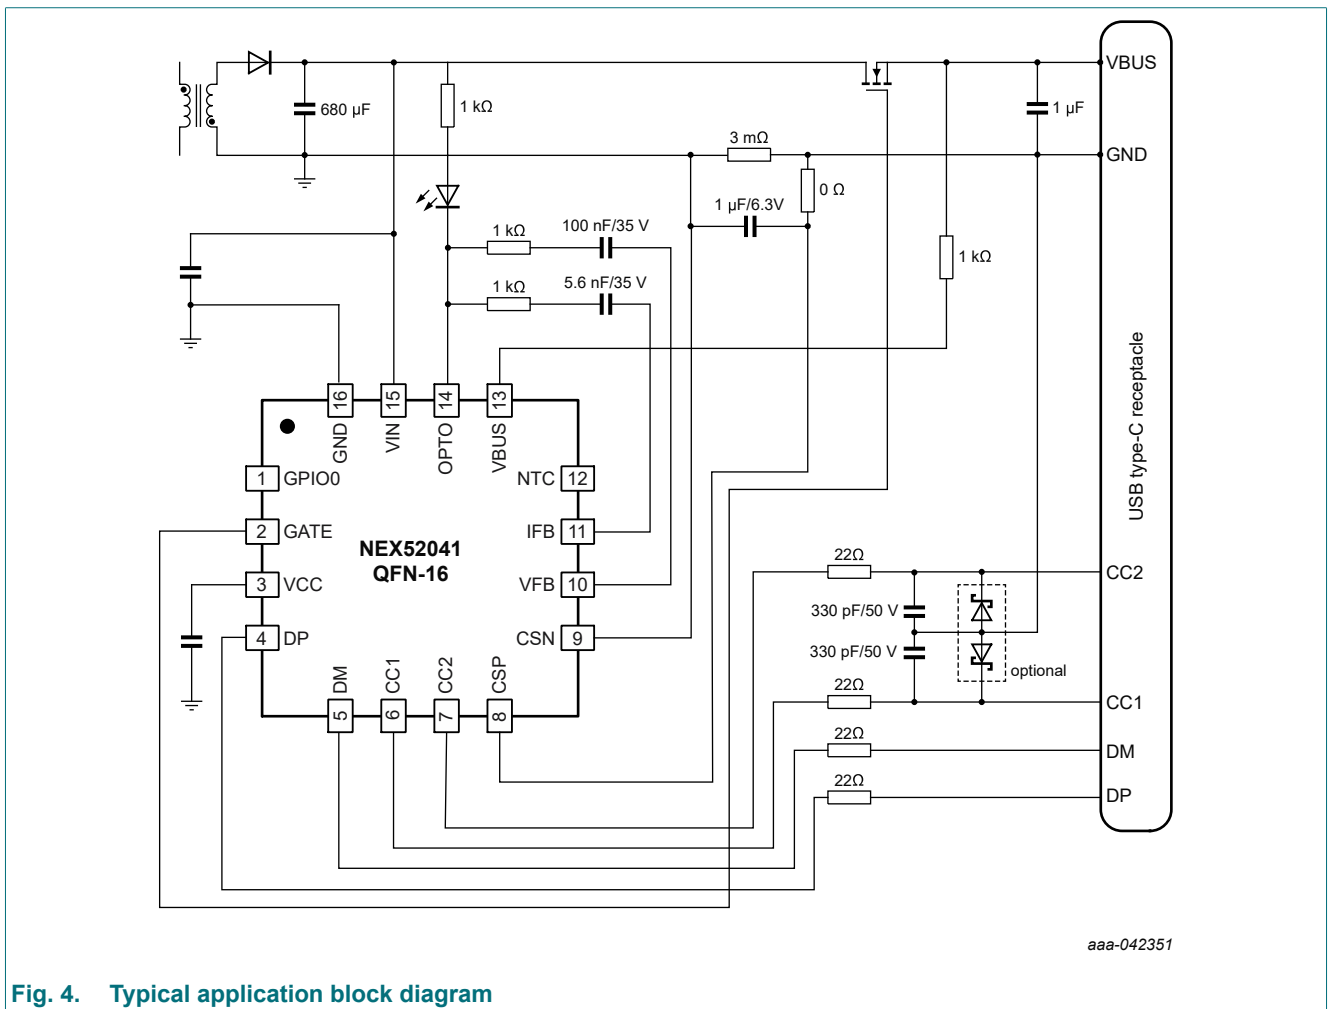 VBUS
680 µF
1 kΩ
1 µF
3 mΩ
GND
0 Ω
1 µF/6.3V
1 kΩ
100 nF/35 V
1 kΩ
1 kΩ
5.6 nF/35 V
USB type-C receptacle
16
15
14
13
GND
VIN
OPTO
VBUS
1
GPIO0
NTC
12
2
GATE
IFB
11
NEX52041
QFN-16
3
VCC
VFB
10
4
DP
CSN
9
DM
CC1
CC2
CSP
5
6
7
8
22Ω
CC2
330 pF/50 V
330 pF/50 V
optional
22Ω
CC1
22Ω
DM
22Ω
DP
aaa-042351
Fig. 4. Typical application block diagram